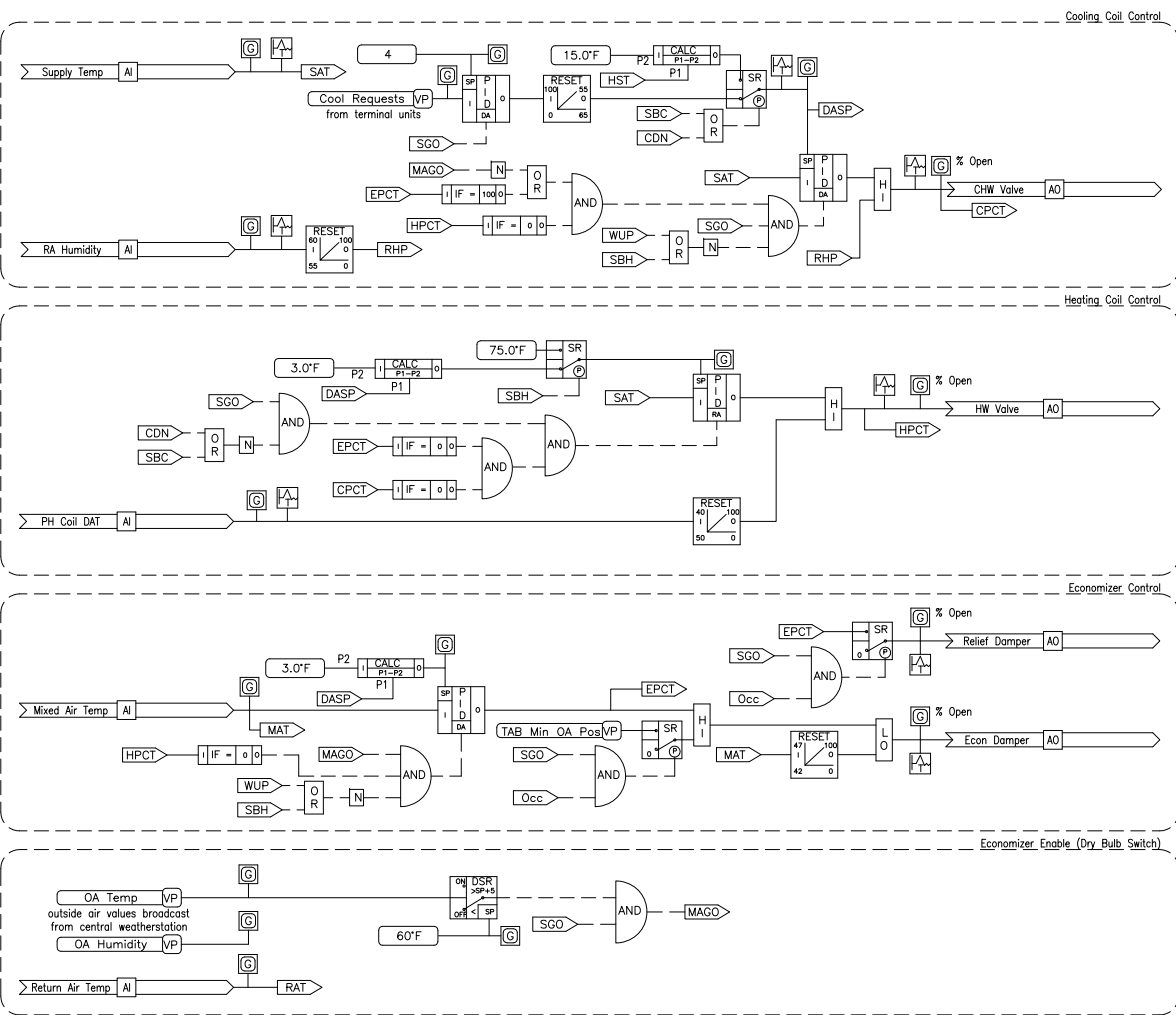 Cooling Coil Control
Supply Temp AI
G
SAT
4
G
G
Cool Requests VP
from terminal units
SP
P
I
I
D
DA
O
SGO
RESET
100 55
I O
0 65
15.0°F
P2
I CALC O
P1-P2
P1
HST
SR
P
SBC
CDN
OR
G
DASP
MAGO
N
OR
EPCT
I IF = 100 O
HPCT
I IF = 0 O
AND
WUP
SBH
OR
N
SGO
AND
SAT
SP
P
I
I
D
DA
O
RHP
HI
G
% Open
CHW Valve AO
CPCT
RA Humidity AI
G
RESET
60 100
I O
55 0
RHP
Heating Coil Control
3.0°F
P2
I CALC O
P1-P2
P1
DASP
75.0°F
SR
P
SBH
G
SAT
SP
P
I
I
D
RA
O
HI
G
% Open
HW Valve AO
HPCT
SGO
CDN
SBC
OR
N
AND
EPCT
I IF = 0 O
CPCT
I IF = 0 O
AND
AND
PH Coil DAT AI
G
RESET
40 100
I O
50 0
Economizer Control
Mixed Air Temp AI
G
MAT
3.0°F
P2
I CALC O
P1-P2
P1
DASP
G
SP
P
I
I
D
DA
O
EPCT
HPCT
I IF = 0 O
WUP
SBH
OR
N
MAGO
AND
TAB Min OA Pos VP
SR
0
P
SGO
Occ
AND
HI
MAT
RESET
47 100
I O
42 0
LO
EPCT
SR
0
P
SGO
Occ
AND
G
% Open
Relief Damper AO
G
% Open
Econ Damper AO
Economizer Enable (Dry Bulb Switch)
G
OA Temp VP
outside air values broadcast
from central weatherstation
G
OA Humidity VP
ON DSR
>SP+5
OFF < SP
60°F
G
SGO
AND
MAGO
G
Return Air Temp AI
RAT